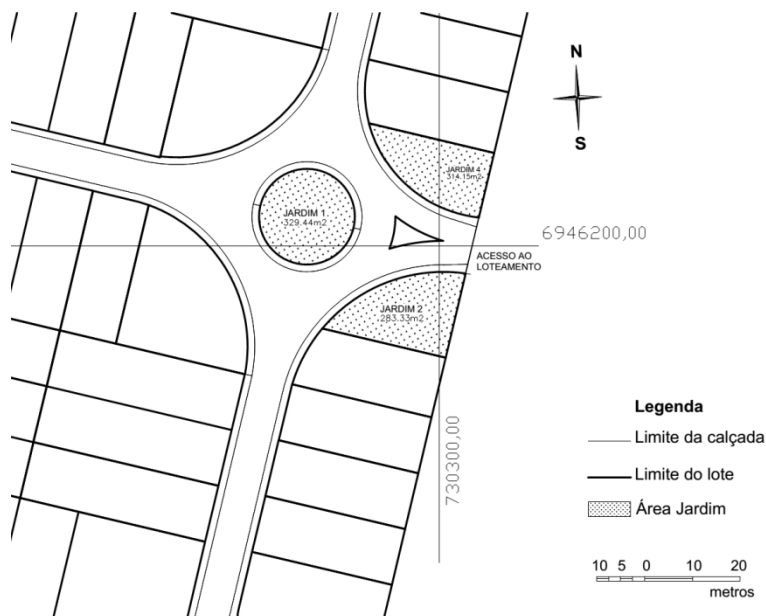 N
S
JARDIM 4
314.15m2
JARDIM 1
329.44m2
6946200,00
ACESSO AO
LOTEAMENTO
JARDIM 2
283.33m2
730300,00
Legenda
Limite da calçada
Limite do lote
Área Jardim
10 5 0 10 20
metros